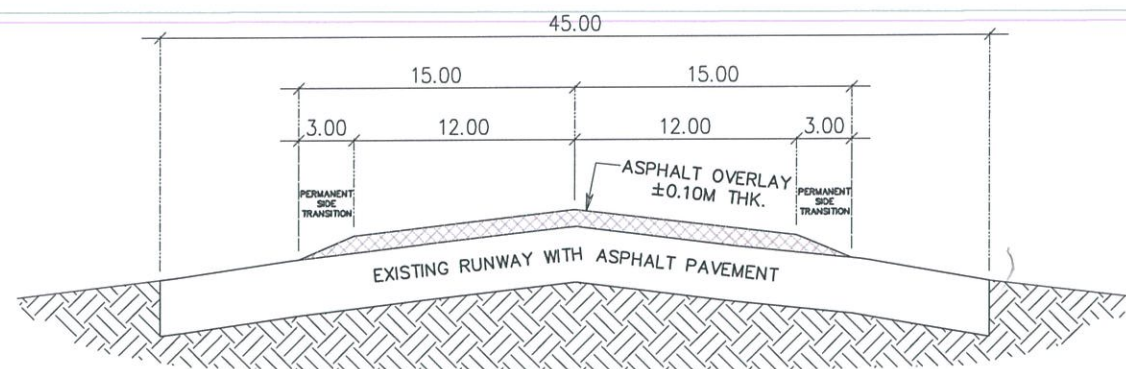 45.00
15.00 15.00
3.00 12.00 12.00 3.00
PERMANENT
SIDE
TRANSITION
ASPHALT OVERLAY
±0.10M THK.
PERMANENT
SIDE
TRANSITION
EXISTING RUNWAY WITH ASPHALT PAVEMENT